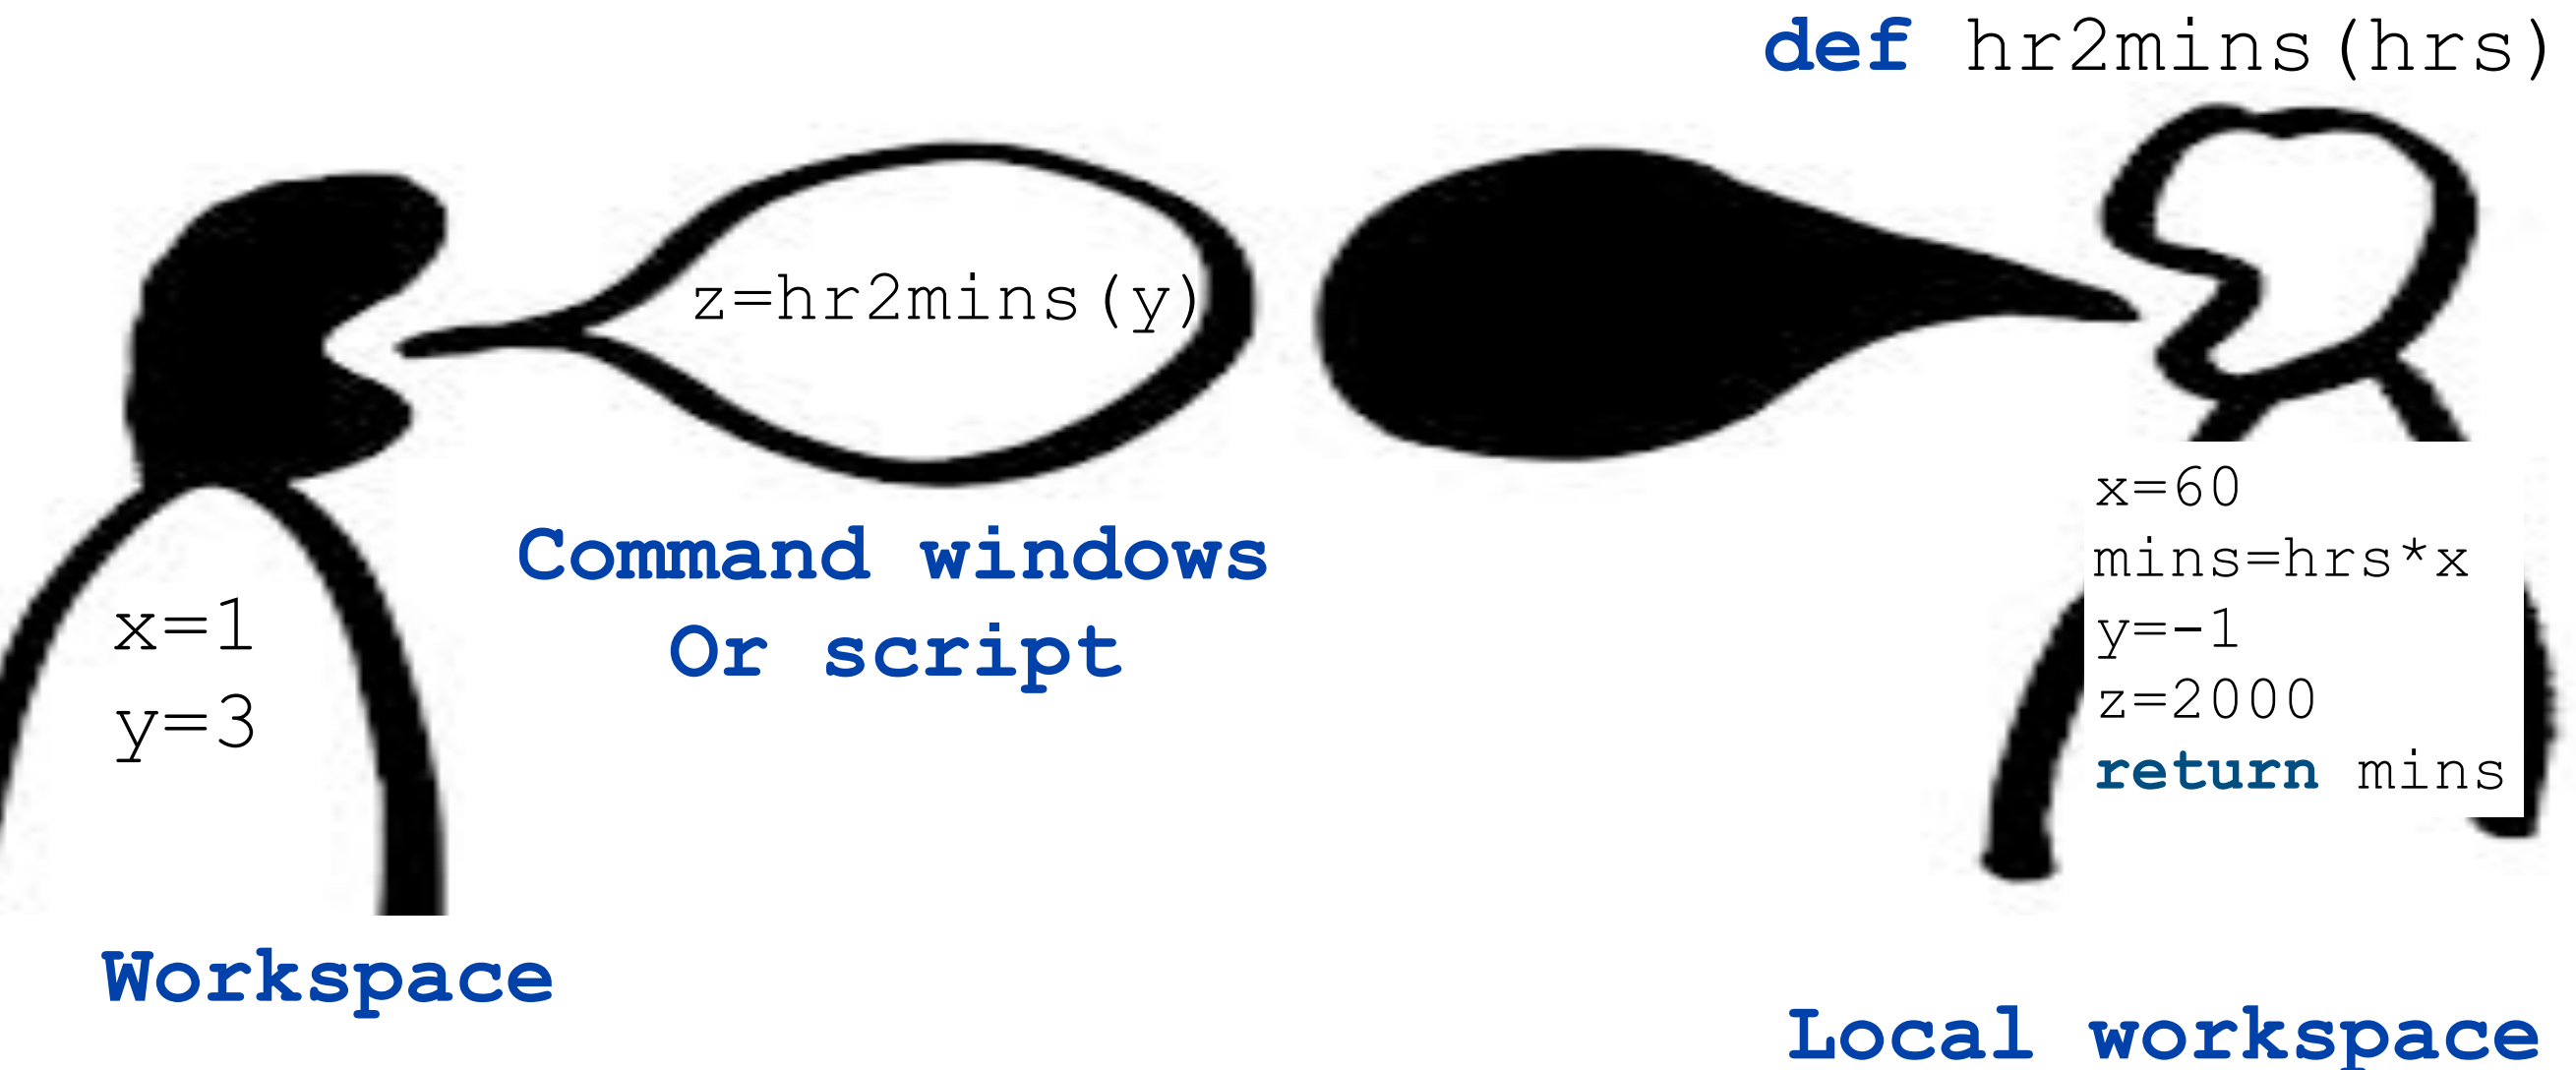 def hr2mins(hrs)
z=hr2mins(y)
Command windows
Or script
x=1
y=3
Workspace
x=60
mins=hrs*x
y=-1
z=2000
return mins
Local workspace